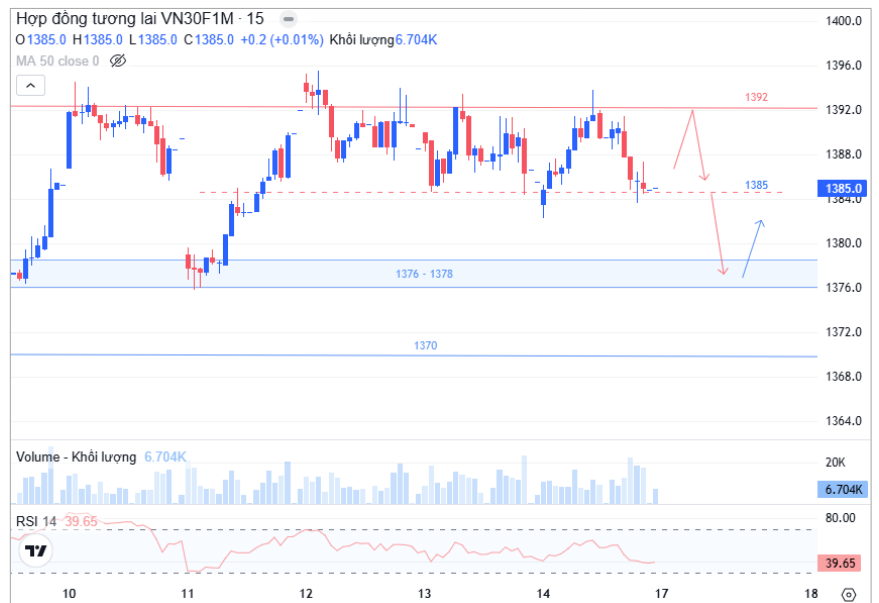 Hợp đồng tương lai VN30F1M · 15
O1385.0 H1385.0 L1385.0 C1385.0 +0.2 (+0.01%) Khối lượng6.704K
MA 50 close 0
1400.0
1396.0
1392.0
1388.0
1385.0
1384.0
1380.0
1376.0
1372.0
1368.0
1364.0
1392
1385
1376 - 1378
1370
Volume - Khối lượng 6.704K
20K
6.704K
RSI 14 39.65
80.00
39.65
10 11 12 13 14 17 18